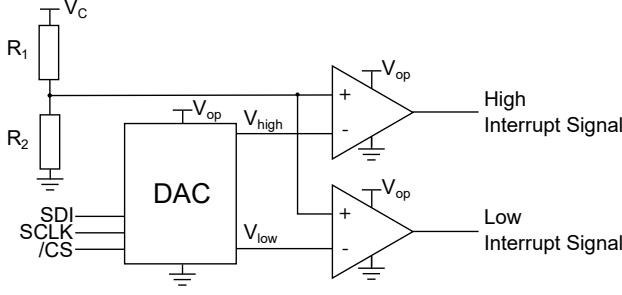 V_C
R_1
V_op
+
High
V_op
V_high
-
Interrupt Signal
R_2
DAC
V_op
SDI
+
Low
SCLK
V_low
-
Interrupt Signal
/CS